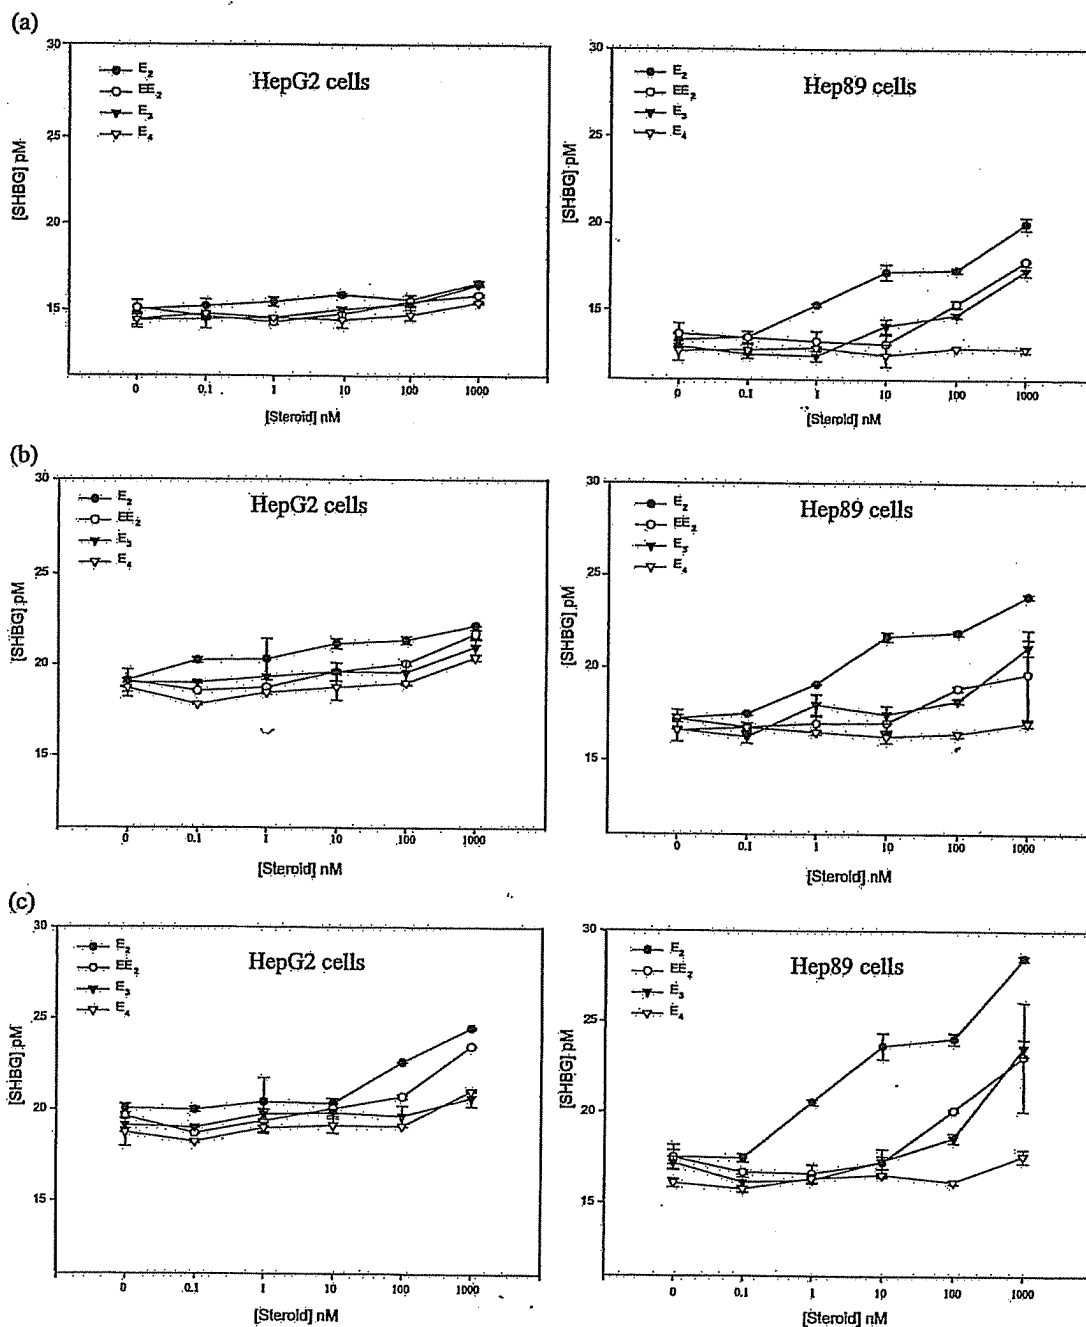 (a)
30
25
20
15
[SHBG] pM
E2
EE2
E3
E4
HepG2 cells
0 0.1 1 10 100 1000
[Steroid] nM
30
25
20
15
[SHBG] pM
E2
EE2
E3
E4
Hep89 cells
0 0.1 1 10 100 1000
[Steroid] nM
(b)
30
25
20
15
[SHBG] pM
E2
EE2
E3
E4
HepG2 cells
0 0.1 1 10 100 1000
[Steroid] nM
30
25
20
15
[SHBG] pM
E2
EE2
E3
E4
Hep89 cells
0 0.1 1 10 100 1000
[Steroid] nM
(c)
30
25
20
15
[SHBG] pM
E2
EE2
E3
E4
HepG2 cells
0 0.1 1 10 100 1000
[Steroid] nM
30
25
20
15
[SHBG] pM
E2
EE2
E3
E4
Hep89 cells
0 0.1 1 10 100 1000
[Steroid] nM